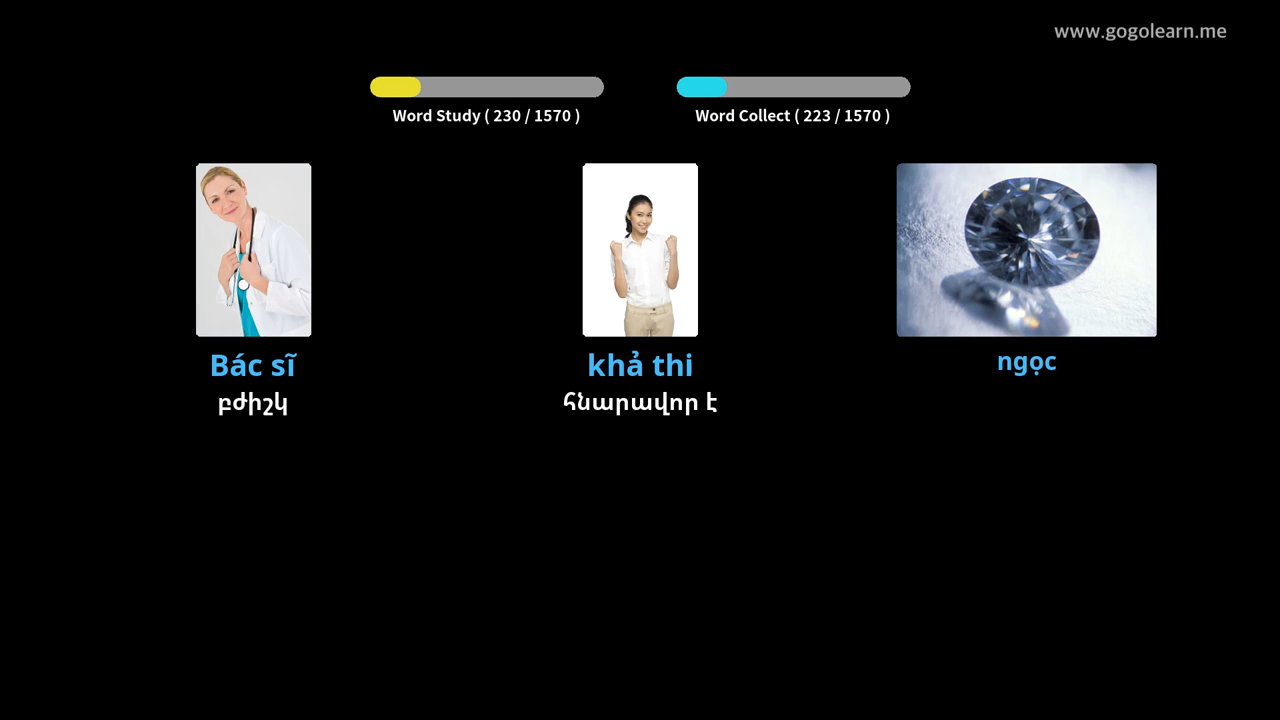 www.gogolearn.me
Word Study ( 230 / 1570 )
Word Collect ( 223 / 1570 )
Bác sĩ
բժիշկ
khả thi
հնարավոր է
ngọc